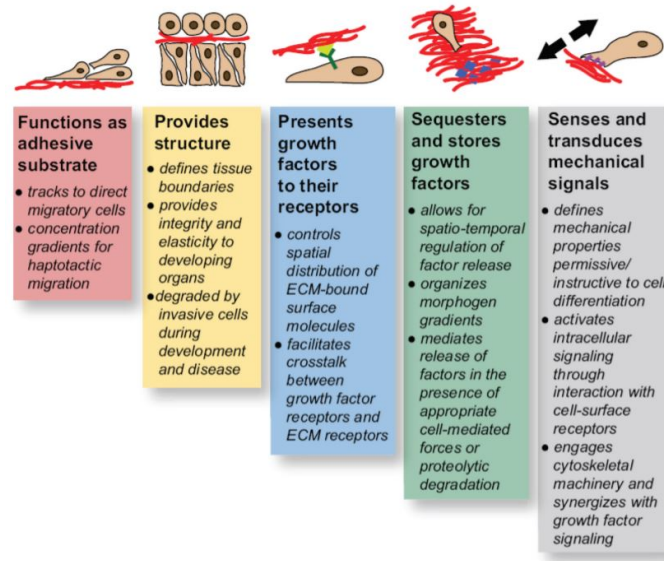 Functions as
adhesive
substrate
● tracks to direct
migratory cells
● concentration
gradients for
haptotactic
migration
Provides
structure
● defines tissue
boundaries
● provides
integrity and
elasticity to
developing
organs
● degraded by
invasive cells
during
development
and disease
Presents
growth
factors
to their
receptors
● controls
spatial
distribution of
ECM-bound
surface
molecules
● facilitates
crosstalk
between
growth factor
receptors and
ECM receptors
Sequesters
and stores
growth
factors
● allows for
spatio-temporal
regulation of
factor release
● organizes
morphogen
gradients
● mediates
release of
factors in the
presence of
appropriate
cell-mediated
forces or
proteolytic
degradation
Senses and
transduces
mechanical
signals
● defines
mechanical
properties
permissive/
instructive to cell
differentiation
● activates
intracellular
signaling
through
interaction with
cell-surface
receptors
● engages
cytoskeletal
machinery and
synergizes with
growth factor
signaling